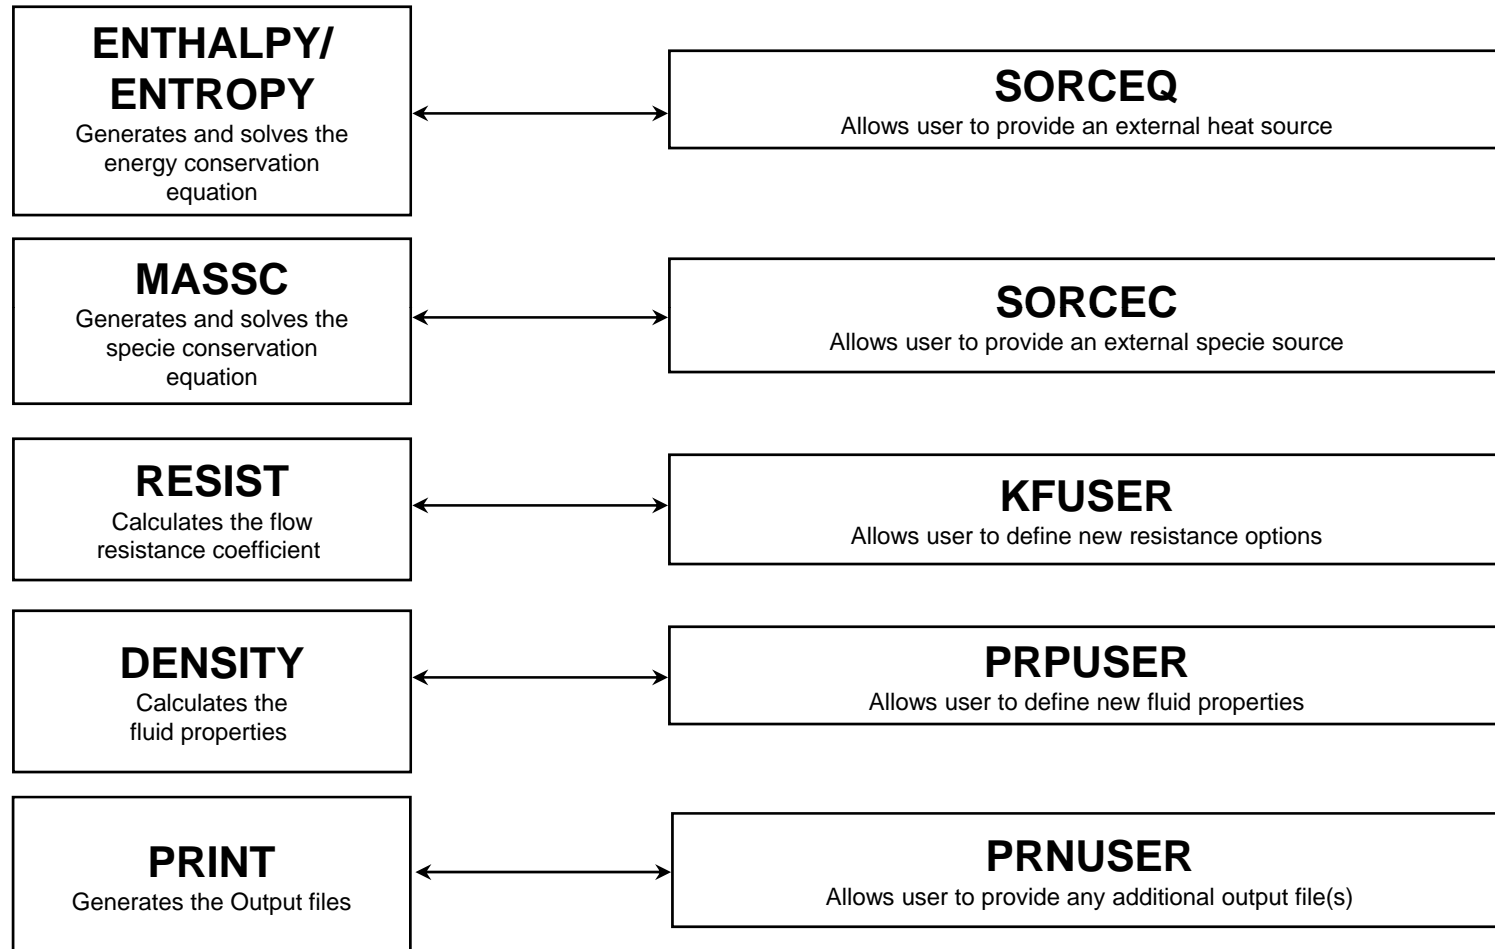 ENTHALPY/
ENTROPY
Generates and solves the
energy conservation
equation
SORCEQ
Allows user to provide an external heat source
MASSC
Generates and solves the
specie conservation
equation
SORCEC
Allows user to provide an external specie source
RESIST
Calculates the flow
resistance coefficient
KFUSER
Allows user to define new resistance options
DENSITY
Calculates the
fluid properties
PRPUSER
Allows user to define new fluid properties
PRINT
Generates the Output files
PRNUSER
Allows user to provide any additional output file(s)